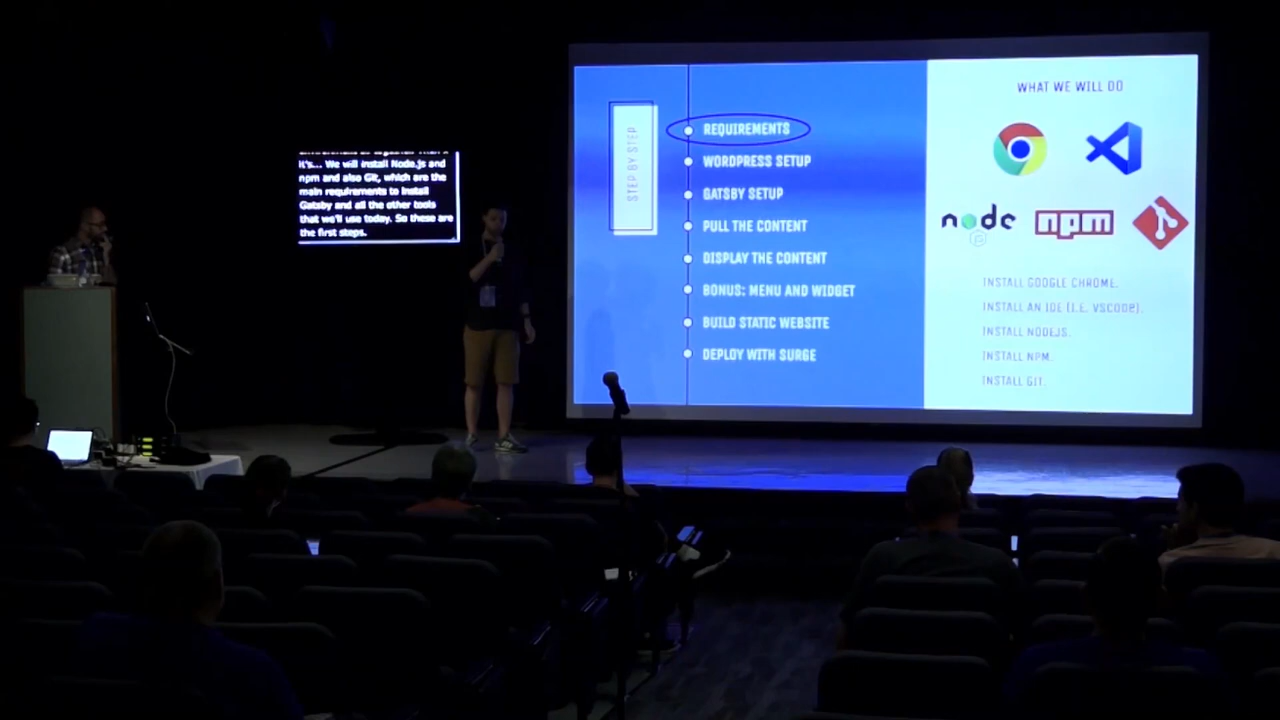 it's... We will install Node.js and
npm and also Git, which are the
main requirements to install
Gatsby and all the other tools
that we'll use today. So these are
the first steps.
STEP BY STEP
REQUIREMENTS
WORDPRESS SETUP
GATSBY SETUP
PULL THE CONTENT
DISPLAY THE CONTENT
BONUS: MENU AND WIDGET
BUILD STATIC WEBSITE
DEPLOY WITH SURGE
WHAT WE WILL DO
node
npm
INSTALL GOOGLE CHROME.
INSTALL AN IDE (I.E. VSCODE).
INSTALL NODEJS.
INSTALL NPM.
INSTALL GIT.